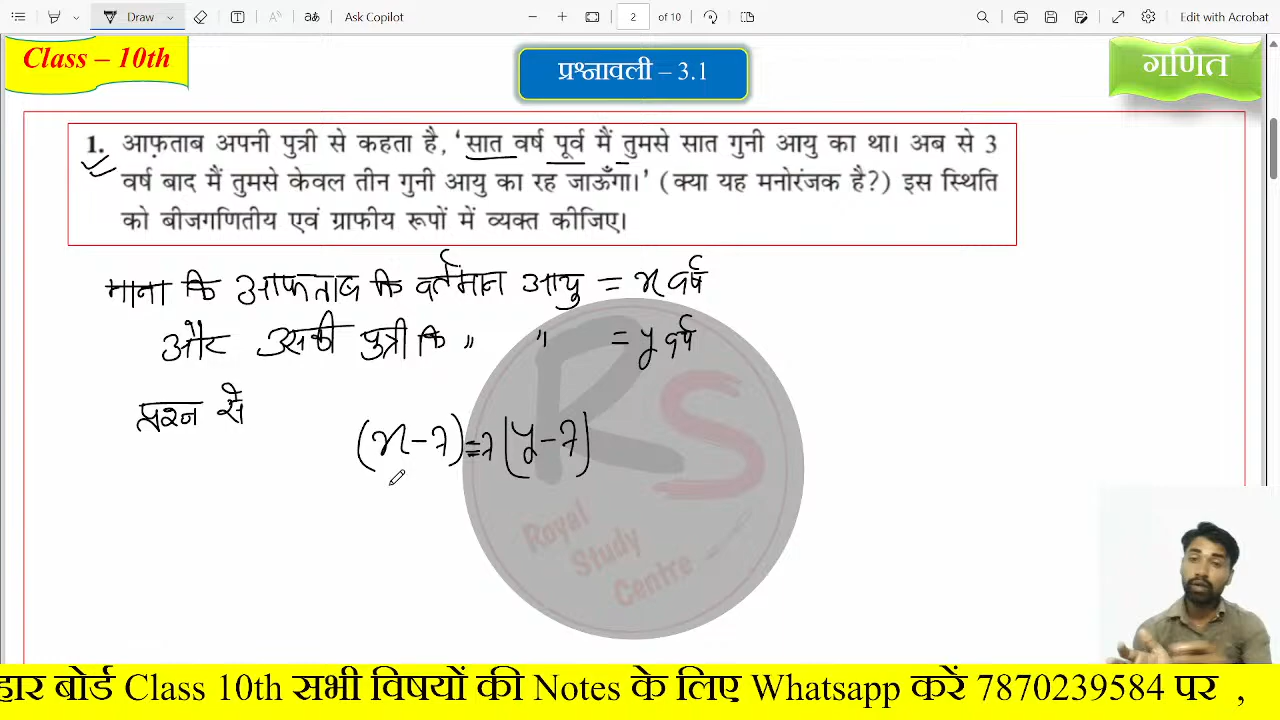 Draw
Ask Copilot
2 of 10
Edit with Acrobat
Class – 10th
प्रश्नावली – 3.1
गणित
1. आफ़ताब अपनी पुत्री से कहता है, ‘सात वर्ष पूर्व मैं तुमसे सात गुनी आयु का था। अब से 3
वर्ष बाद मैं तुमसे केवल तीन गुनी आयु का रह जाऊँगा।’ (क्या यह मनोरंजक है?) इस स्थिति
को बीजगणितीय एवं ग्राफीय रूपों में व्यक्त कीजिए।
माना कि आफताब कि वर्तमान आयु = x वर्ष
और उसकी पुत्री कि " " = y वर्ष
प्रश्न से
(x-7)=7(y-7)
RS
Royal
Study
Centre
हार बोर्ड Class 10th सभी विषयों की Notes के लिए Whatsapp करें 7870239584 पर ,